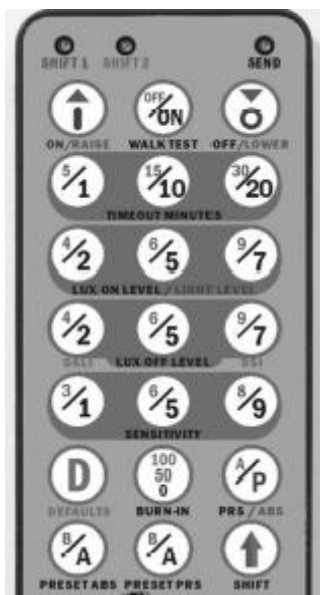 SHIFT 1 SHIFT 2 SEND
I OFF/ON O
ON/RAISE WALK TEST OFF/LOWER
5/1 15/10 30/20
TIMEOUT MINUTES
4/2 6/5 9/7
LUX ON LEVEL / LIGHT LEVEL
4/2 6/5 9/7
DALI LUX OFF LEVEL DSI
3/1 6/5 8/9
SENSITIVITY
D 100
50
0 A/P
DEFAULTS BURN-IN PRS / ABS
B/A B/A
PRESET ABS PRESET PRS SHIFT